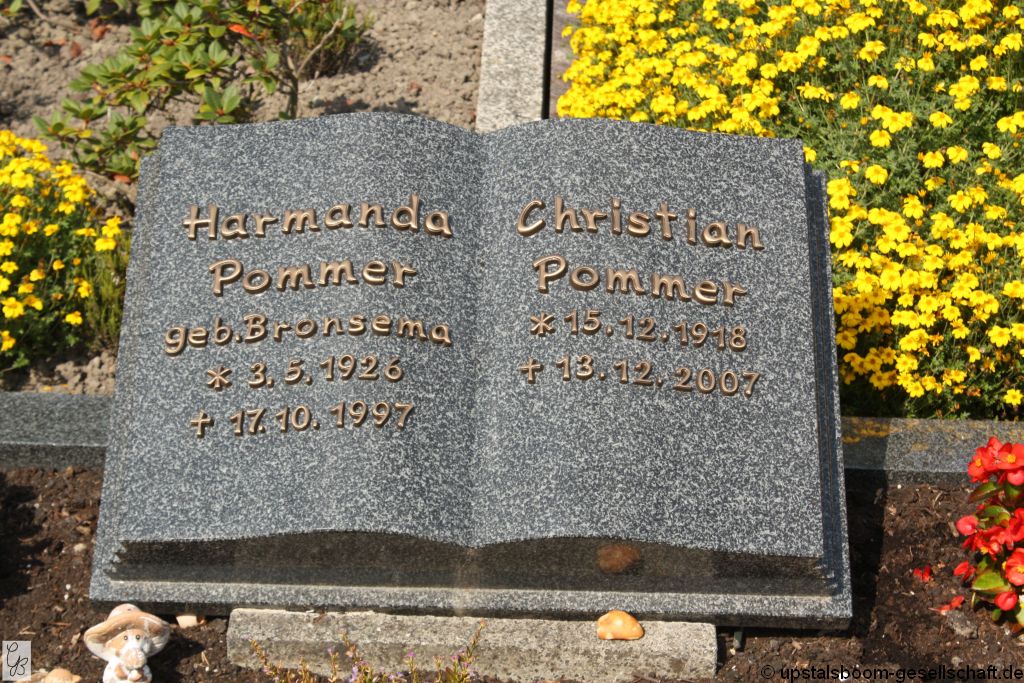 Harmanda
Pommer
geb. Bronsema
* 3. 5. 1926
✝ 17. 10. 1997
Christian
Pommer
* 15. 12. 1918
✝ 13. 12. 2007
© upstalsboom-gesellschaft.de